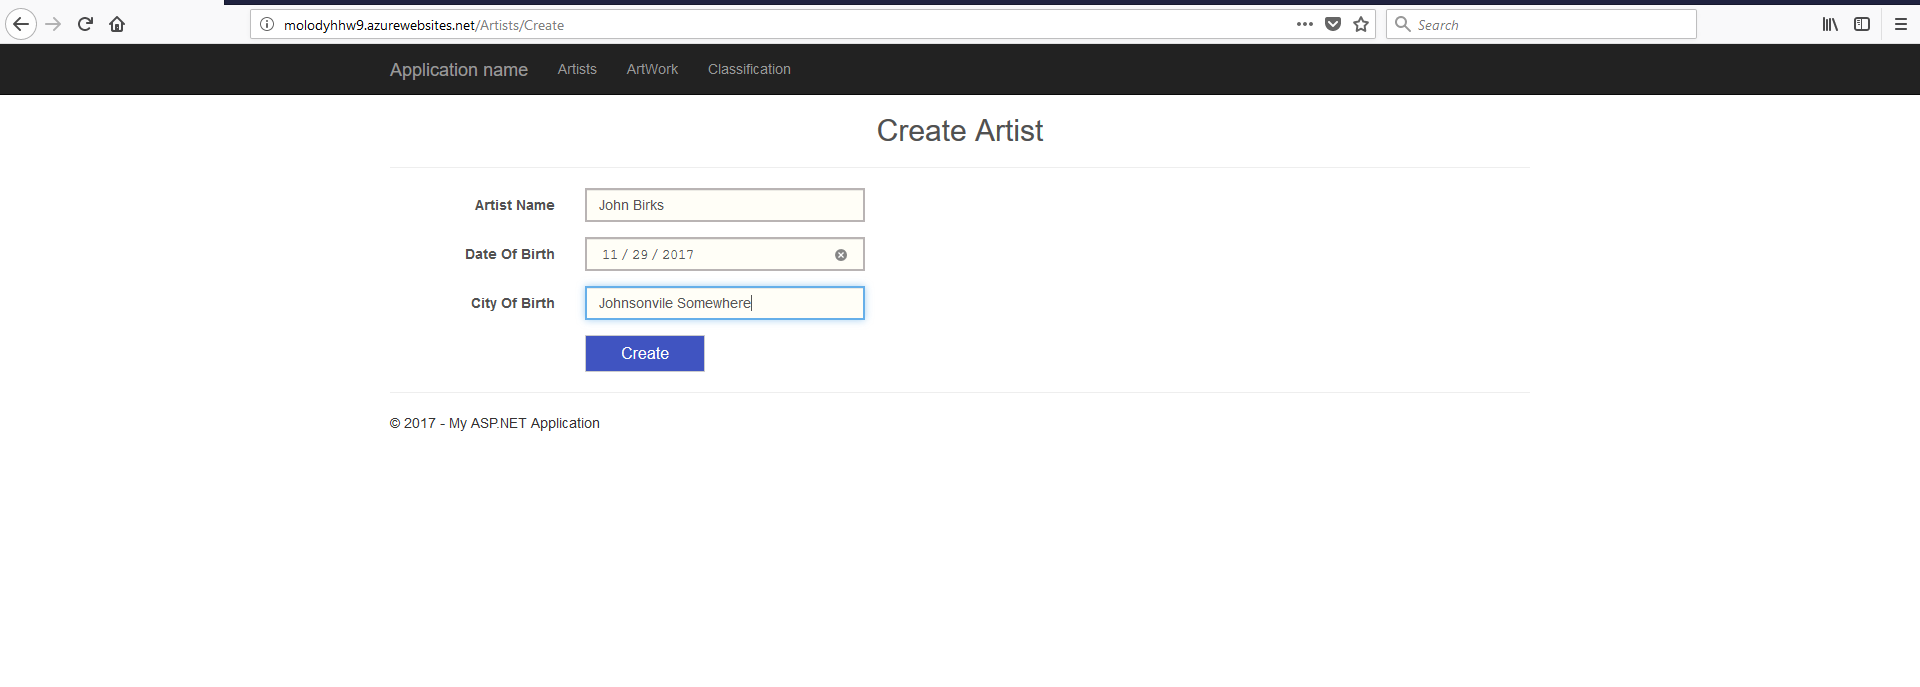 molodyhhw9.azurewebsites.net/Artists/Create
Search
Application name Artists ArtWork Classification
Create Artist
Artist Name John Birks
Date Of Birth 11 / 29 / 2017
City Of Birth Johnsonvile Somewhere
Create
© 2017 - My ASP.NET Application